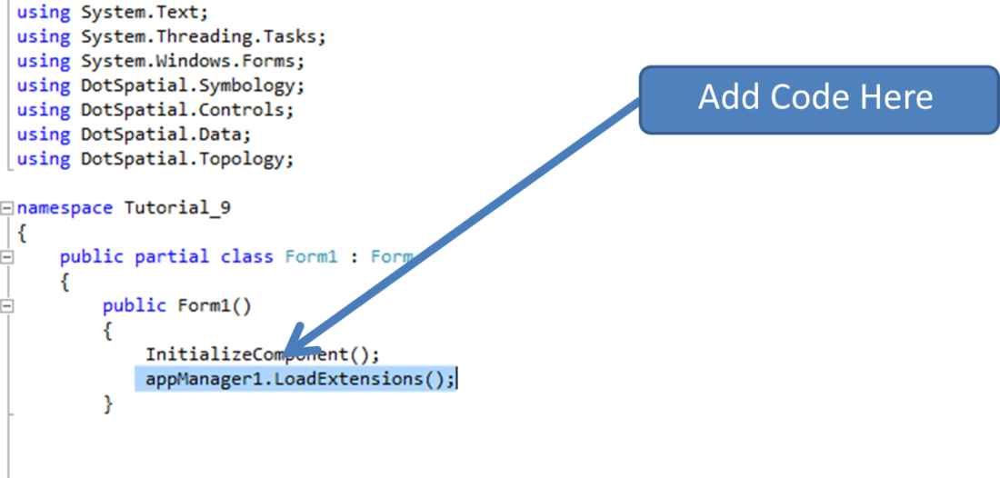 using System.Text;
using System.Threading.Tasks;
using System.Windows.Forms;
using DotSpatial.Symbology;
using DotSpatial.Controls;
using DotSpatial.Data;
using DotSpatial.Topology;
Add Code Here
namespace Tutorial_9
{
public partial class Form1 : Form
{
public Form1()
{
InitializeComponent();
appManager1.LoadExtensions();
}